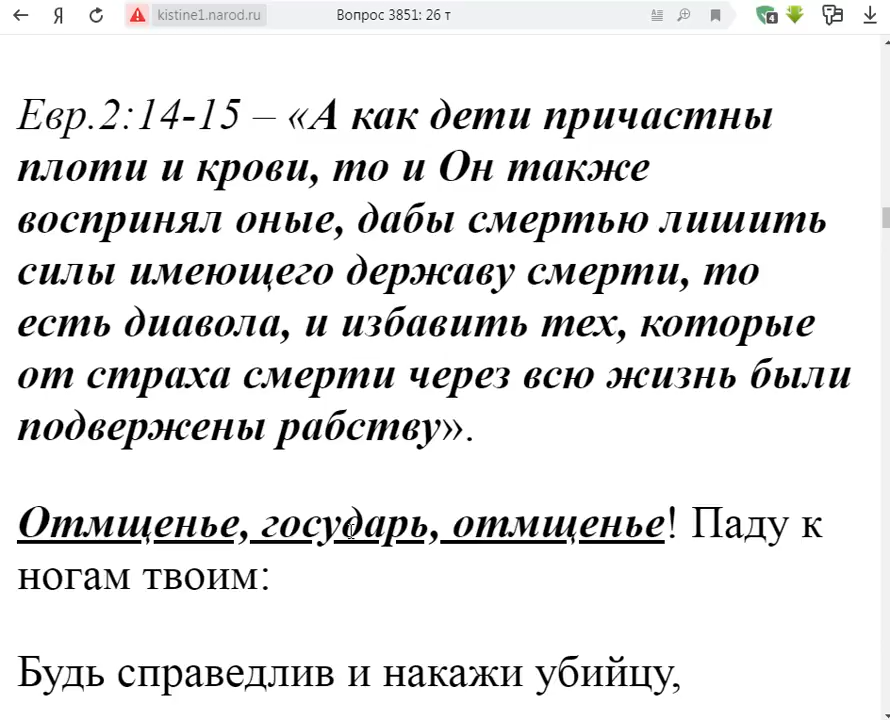 kistine1.narod.ru
Вопрос 3851: 26 т
4
Евр.2:14-15 – «А как дети причастны
плоти и крови, то и Он также
воспринял оные, дабы смертью лишить
силы имеющего державу смерти, то
есть диавола, и избавить тех, которые
от страха смерти через всю жизнь были
подвержены рабству».
Отмщенье, государь, отмщенье! Паду к
ногам твоим:
Будь справедлив и накажи убийцу,